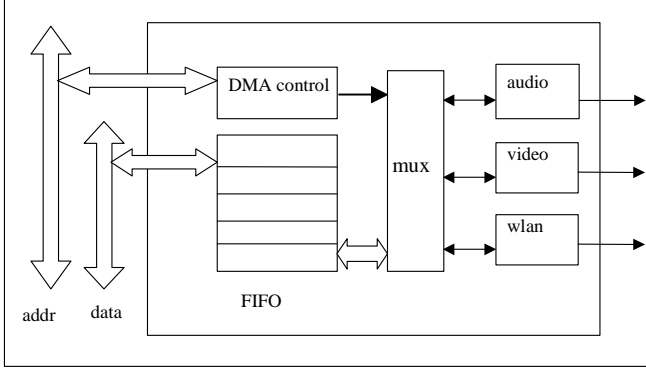 DMA control
audio
mux
video
wlan
FIFO
addr
data